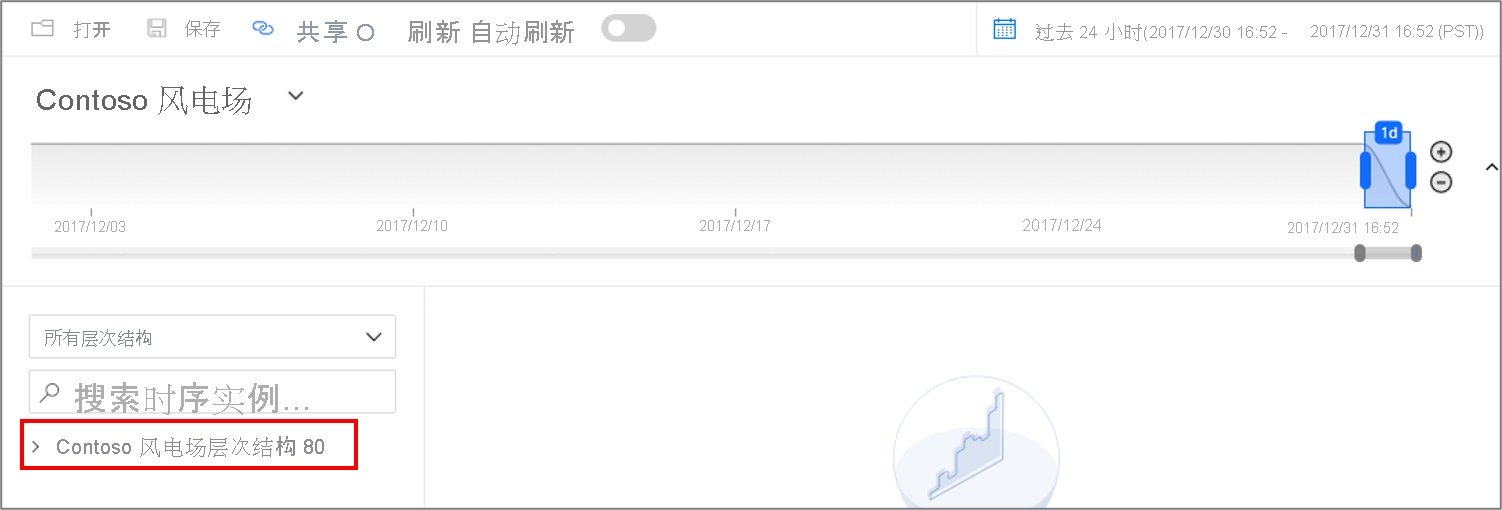 打开 保存 共享 刷新 自动刷新 过去 24 小时(2017/12/30 16:52 - 2017/12/31 16:52 (PST))
Contoso 风电场
1d
2017/12/03 2017/12/10 2017/12/17 2017/12/24 2017/12/31 16:52
所有层次结构
搜索时序实例...
Contoso 风电场层次结构 80